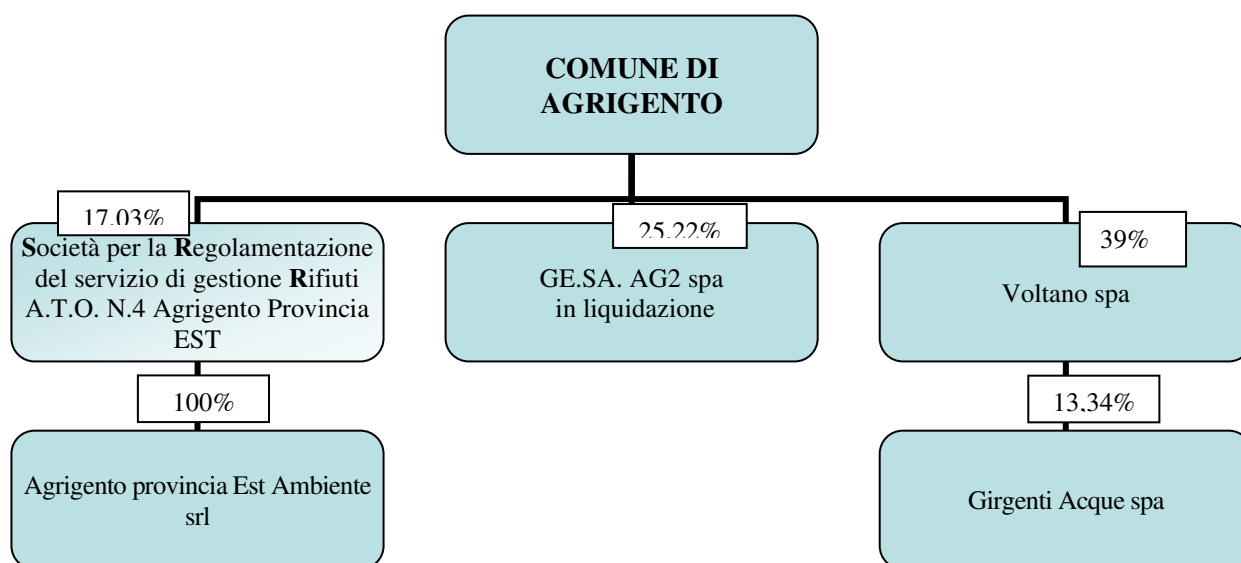 COMUNE DI
AGRIGENTO
17.03%
Società per la Regolamentazione
del servizio di gestione Rifiuti
A.T.O. N.4 Agrigento Provincia
EST
25.22%
GE.SA. AG2 spa
in liquidazione
39%
Voltano spa
100%
Agrigento provincia Est Ambiente
srl
13,34%
Girgenti Acque spa